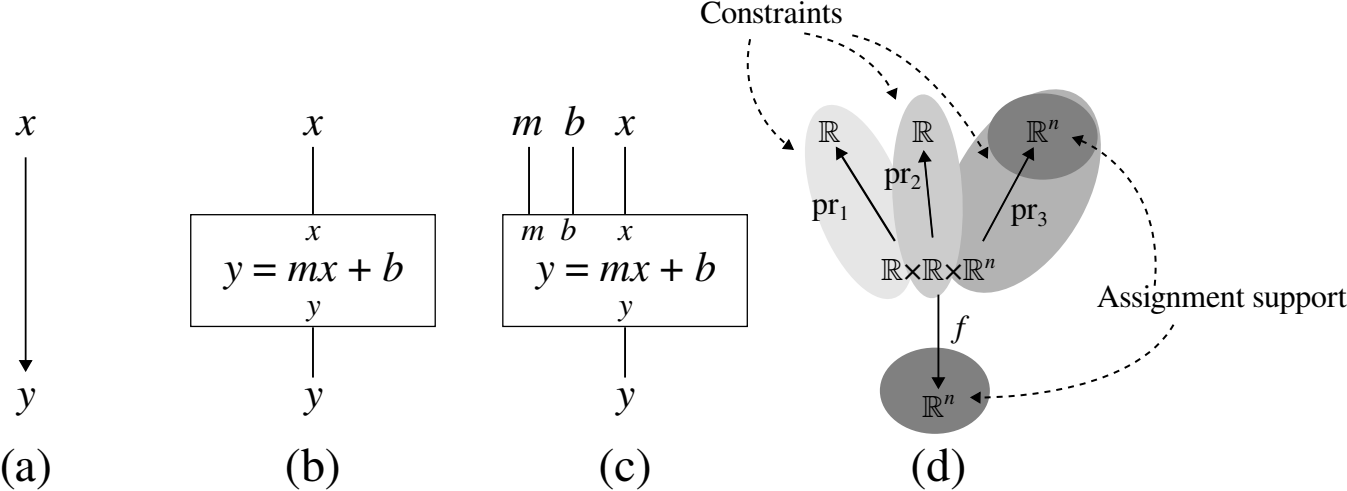 Constraints
x
y
(a)
x
x
y = mx + b
y
y
(b)
m b x
m b x
y = mx + b
y
y
(c)
ℝ ℝ ℝⁿ
pr₁ pr₂ pr₃
ℝ×ℝ×ℝⁿ
Assignment support
f
ℝⁿ
(d)